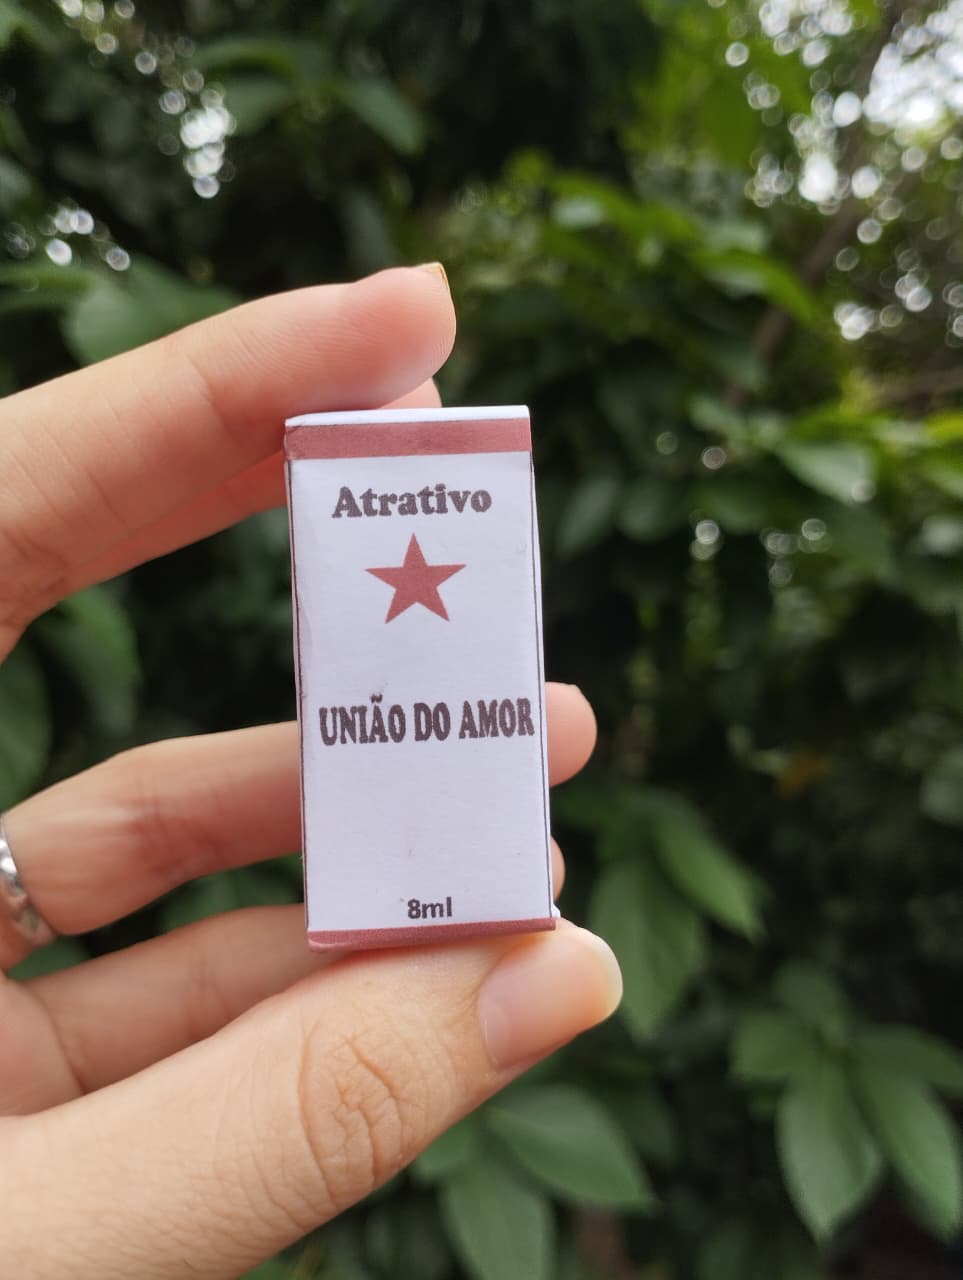 Atrativo
UNIÃO DO AMOR
8ml